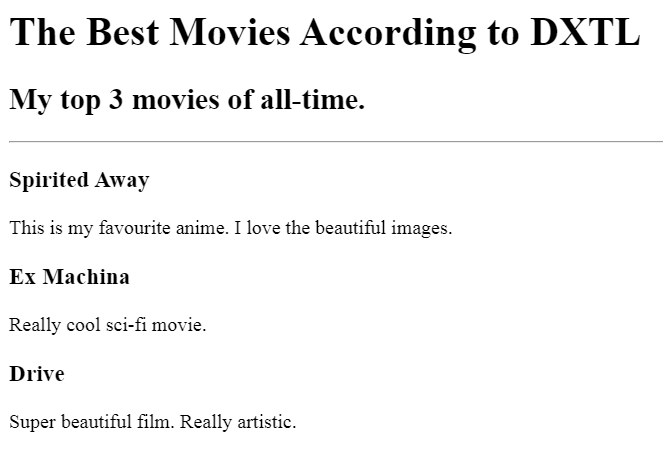 The Best Movies According to DXTL
My top 3 movies of all-time.
Spirited Away
This is my favourite anime. I love the beautiful images.
Ex Machina
Really cool sci-fi movie.
Drive
Super beautiful film. Really artistic.